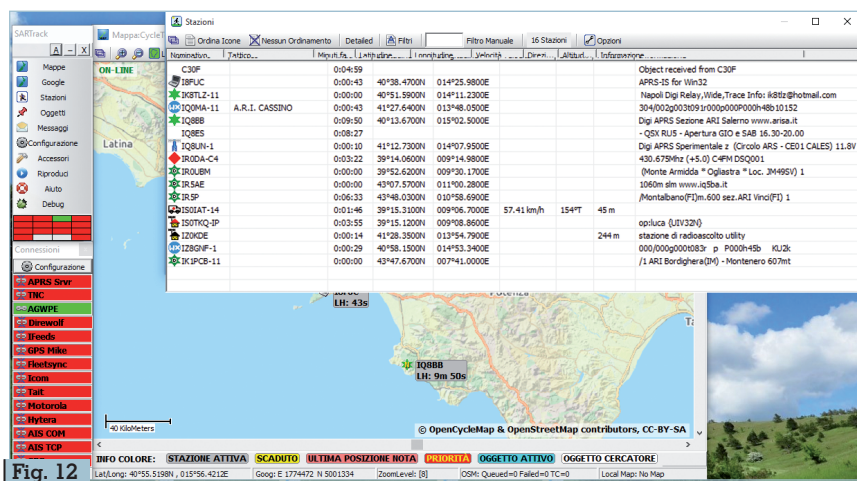 SARTrack
A - X
Mappe
Google
Stazioni
Oggetti
Messaggi
Configurazione
Accessori
Riproduci
Aiuto
Debug
Connessioni
Configurazione
APRS Srvr
TNC
AGWPE
Direwolf
IFeeds
GPS Mike
Fleetsync
Icom
Tait
Motorola
Hytera
AIS COM
AIS TCP
Mappa:CycleT
ON-LINE
Latina
Stazioni
Ordina Icone Nessun Ordinamento Detailed Filtri Filtro Manuale 16 Stazioni Opzioni
Nominativo Tattico
C30F 0:04:59 Object received from C30F
I8FUC 0:00:43 40°38.4700N 014°25.9800E APRS-IS for Win32
IK8TLZ-11 0:00:00 40°51.5900N 014°11.2300E Napoli Digi Relay,Wide,Trace Info: ik8tlz@hotmail.com
IQ0MA-11 A.R.I. CASSINO 0:00:43 41°27.6400N 013°48.0500E 304/002g003t091r000p000P000h48b10152
IQ8BB 0:09:50 40°13.6700N 015°02.5000E Digi APRS Sezione ARI Salerno www.arisa.it
IQ8ES 0:08:27 - QSX RU5 - Apertura GIO e SAB 16.30-20.00
IQ8UN-1 0:00:10 41°12.7300N 014°07.9500E Digi APRS Sperimentale z (Circolo ARS - CE01 CALES) 11.8V
IR0DA-C4 0:03:22 39°14.0600N 009°14.9800E 430.675Mhz (+5.0) C4FM DSQ001
IR0UBM 0:00:00 39°52.6200N 009°30.1700E (Monte Armidda * Ogliastra * Loc. JM49SV) 1
IR5AE 0:00:00 43°07.5700N 011°00.2800E 1060m slm www.iq5ba.it
IR5P 0:06:33 43°48.0300N 010°58.6900E /Montalbano(FI)m.600 sez.ARI Vinci(FI) 1
IS0IAT-14 0:01:46 39°15.3100N 009°06.7000E 57.41 km/h 154°T 45 m
IS0TKQ-IP 0:03:55 39°15.1200N 009°08.8600E op:luca {UIV32N}
IZ0KDE 0:00:14 41°28.3500N 013°54.7900E 244 m stazione di radioascolto utility
IZ8GNF-1 0:00:29 40°58.1500N 014°53.3400E 000/000g000t083r p P000h45b KU2k
IK1PCB-11 0:00:00 43°47.6700N 007°41.0000E /1 ARI Bordighera(IM) - Montenero 607mt
Potenza
LH: 43s
IQ8BB
LH: 9m 50s
40 KiloMeters
© OpenCycleMap & OpenStreetMap contributors, CC-BY-SA
INFO COLORE: STAZIONE ATTIVA SCADUTO ULTIMA POSIZIONE NOTA PRIORITÀ OGGETTO ATTIVO OGGETTO CERCATORE
Lat/Long: 40°55.5198N , 015°56.4212E Goog: E 1774472 N 5001334 ZoomLevel: [8] OSM: Queued=0 Failed=0 TC=0 Local Map: No Map
Fig. 12